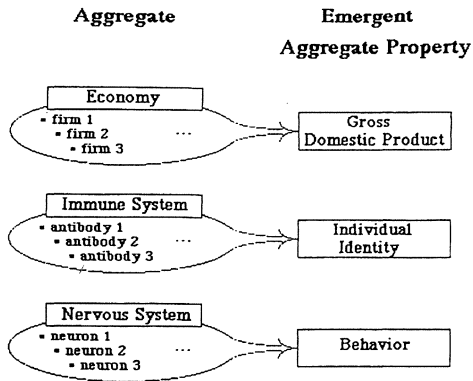 Aggregate
Emergent
Aggregate Property
Economy
▪ firm 1
▪ firm 2 ...
▪ firm 3
Gross
Domestic Product
Immune System
▪ antibody 1
▪ antibody 2 ...
▪ antibody 3
Individual
Identity
Nervous System
▪ neuron 1
▪ neuron 2 ...
▪ neuron 3
Behavior